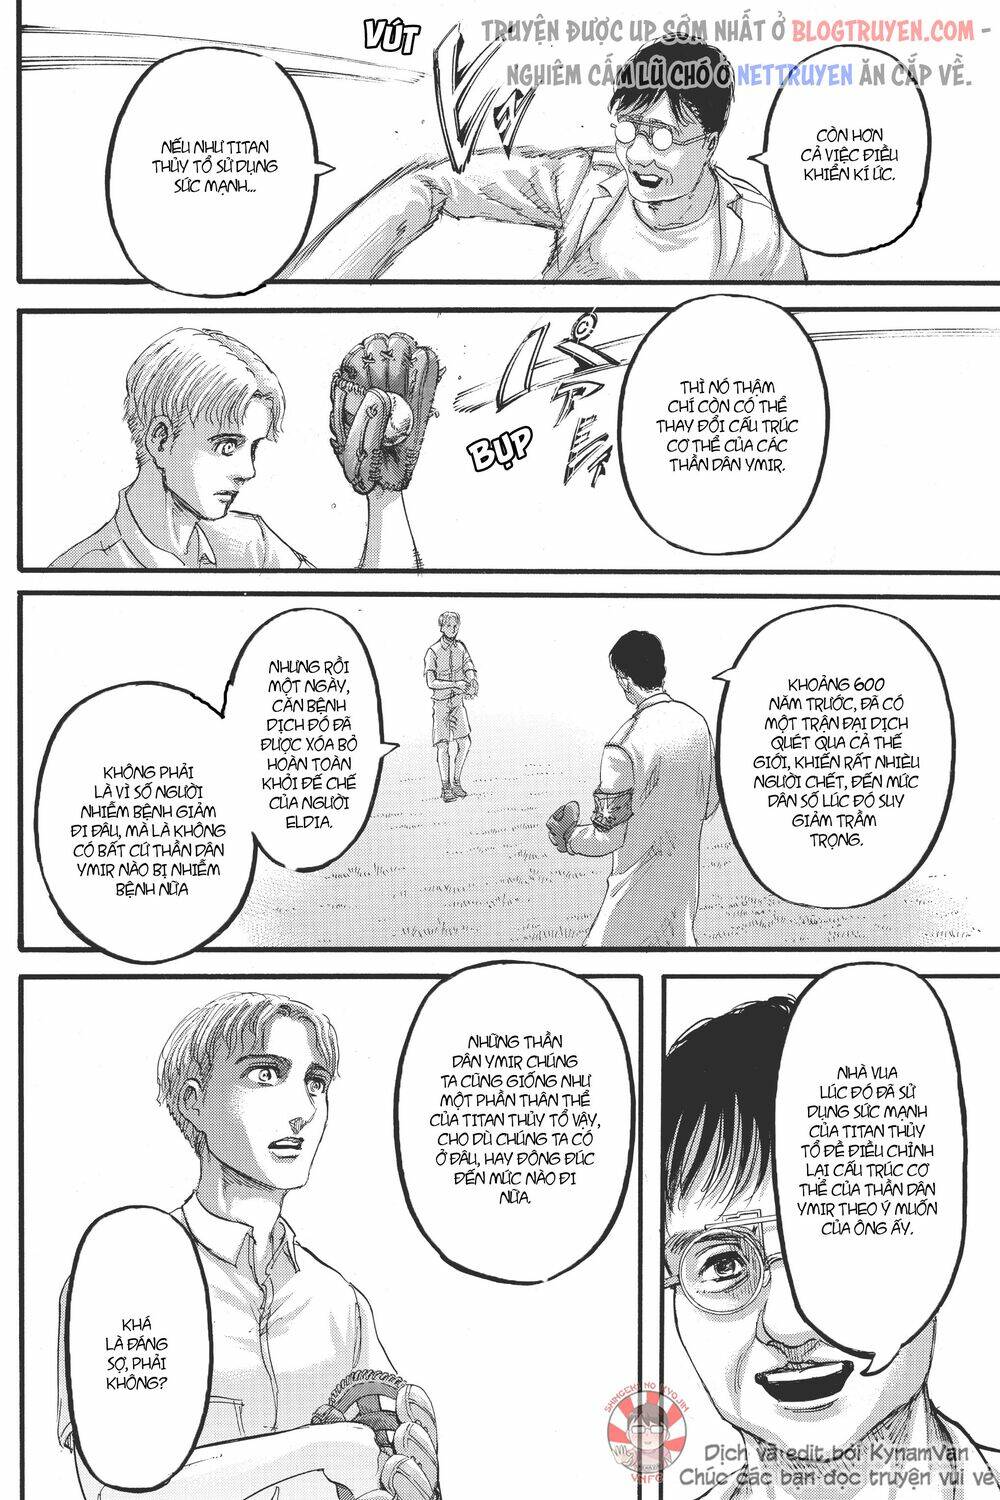 TRUYỆN ĐƯỢC UP SỚM NHẤT Ở BLOGTRUYEN.COM -
NGHIÊM CẤM LŨ CHÓ Ở NETTRUYEN ĂN CẮP VỀ.
VÚT
CÒN HƠN
CẢ VIỆC ĐIỀU
KHIỂN KÍ ỨC.
NẾU NHƯ TITAN
THỦY TỔ SỬ DỤNG
SỨC MẠNH...
THÌ NÓ THẬM
CHÍ CÒN CÓ THỂ
THAY ĐỔI CẤU TRÚC
CƠ THỂ CỦA CÁC
THẦN DÂN YMIR.
BỤP
KHOẢNG 600
NĂM TRƯỚC, ĐÃ CÓ
MỘT TRẬN ĐẠI DỊCH
QUÉT QUA CẢ THẾ
GIỚI, KHIẾN RẤT NHIỀU
NGƯỜI CHẾT, ĐẾN MỨC
DÂN SỐ LÚC ĐÓ SUY
GIẢM TRẦM
TRỌNG.
NHƯNG RỒI
MỘT NGÀY,
CĂN BỆNH
DỊCH ĐÓ ĐÃ
ĐƯỢC XÓA BỎ
HOÀN TOÀN
KHỎI ĐẾ CHẾ
CỦA NGƯỜI
ELDIA.
KHÔNG PHẢI
LÀ VÌ SỐ NGƯỜI
NHIỄM BỆNH GIẢM
ĐI ĐÂU, MÀ LÀ KHÔNG
CÓ BẤT CỨ THẦN DÂN
YMIR NÀO BỊ NHIỄM
BỆNH NỮA
NHÀ VUA
LÚC ĐÓ ĐÃ SỬ
DỤNG SỨC MẠNH
CỦA TITAN THỦY
TỔ ĐỂ ĐIỀU CHỈNH
LẠI CẤU TRÚC CƠ
THỂ CỦA THẦN DÂN
YMIR THEO Ý MUỐN
CỦA ÔNG ẤY.
NHỮNG THẦN
DÂN YMIR CHÚNG
TA CŨNG GIỐNG NHƯ
MỘT PHẦN THÂN THỂ
CỦA TITAN THỦY TỔ VẬY,
CHO DÙ CHÚNG TA CÓ
Ở ĐÂU, HAY ĐÔNG ĐÚC
ĐẾN MỨC NÀO ĐI
NỮA.
KHÁ
LÀ ĐÁNG
SỢ, PHẢI
KHÔNG?
SHINGEKI NO KYOJIN
VNFC
Dịch và edit bởi KynamVan
Chúc các bạn đọc truyện vui vẻ